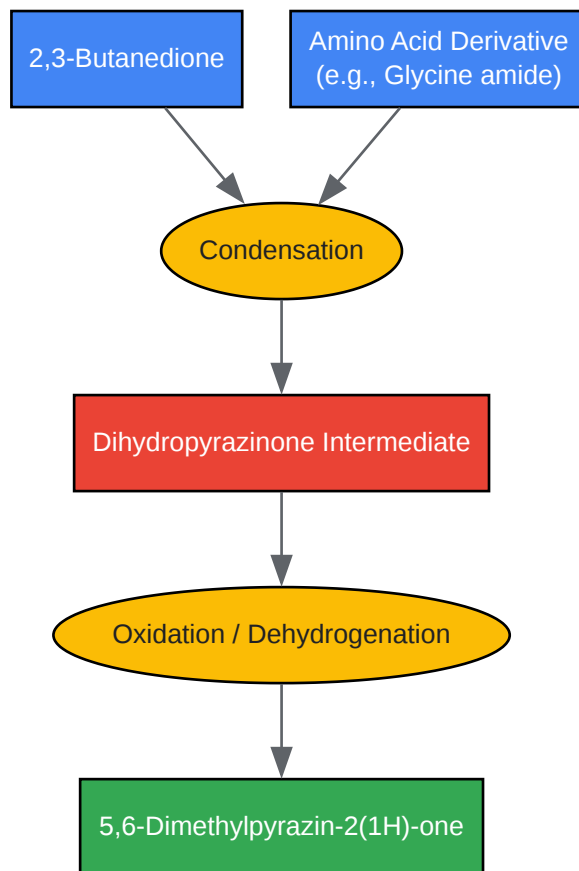 2,3-Butanedione
Amino Acid Derivative
(e.g., Glycine amide)
Condensation
Dihydropyrazinone Intermediate
Oxidation / Dehydrogenation
5,6-Dimethylpyrazin-2(1H)-one